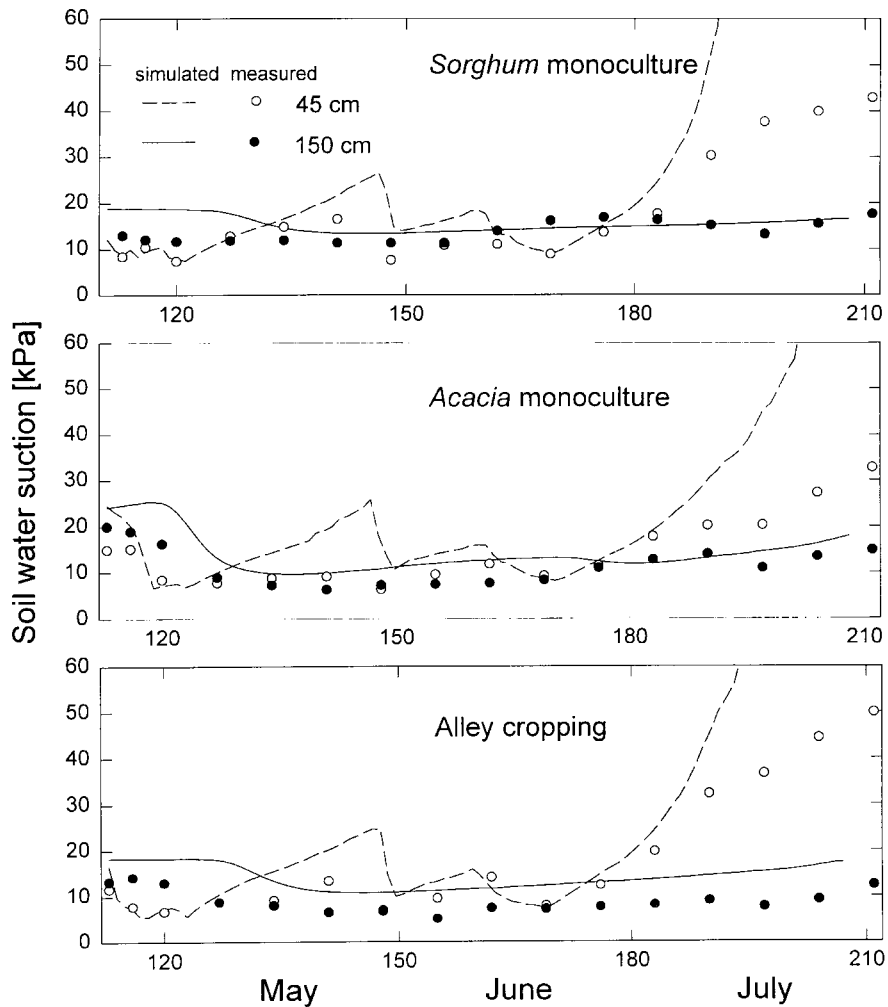 60
Sorghum monoculture
50
simulated measured
40
45 cm
30
150 cm
20
10
0
120 150 180 210
Soil water suction [kPa]
60
50
Acacia monoculture
40
30
20
10
0
120 150 180 210
60
50
Alley cropping
40
30
20
10
0
120 150 180 210
May June July